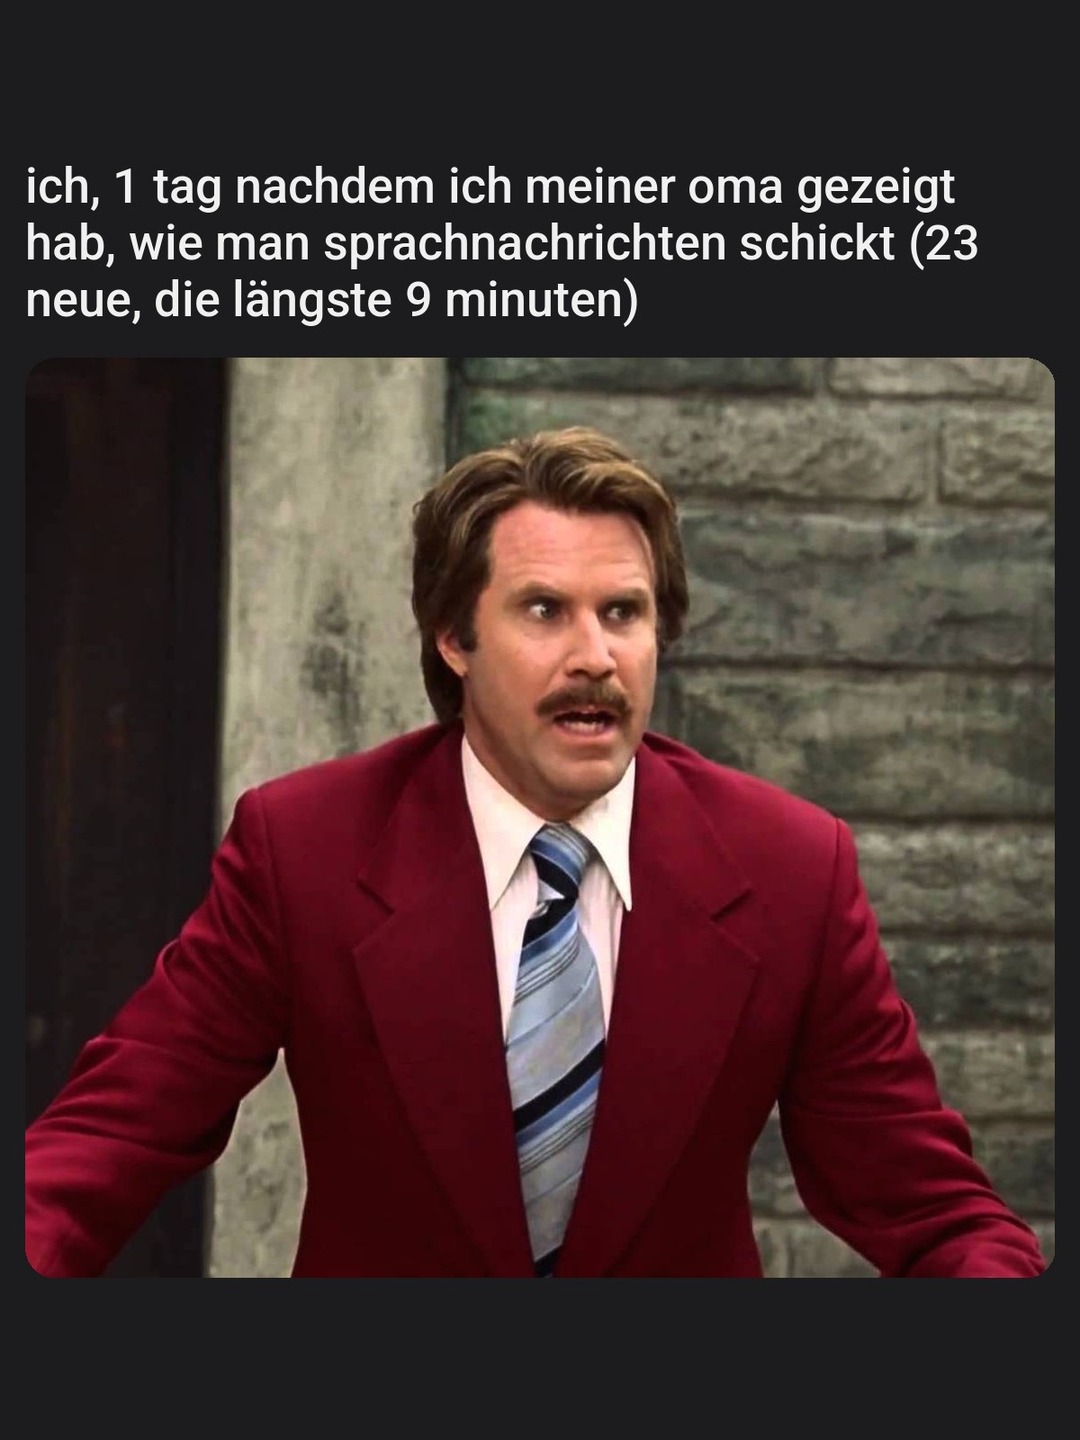 ich, 1 tag nachdem ich meiner oma gezeigt
hab, wie man sprachnachrichten schickt (23
neue, die längste 9 minuten)